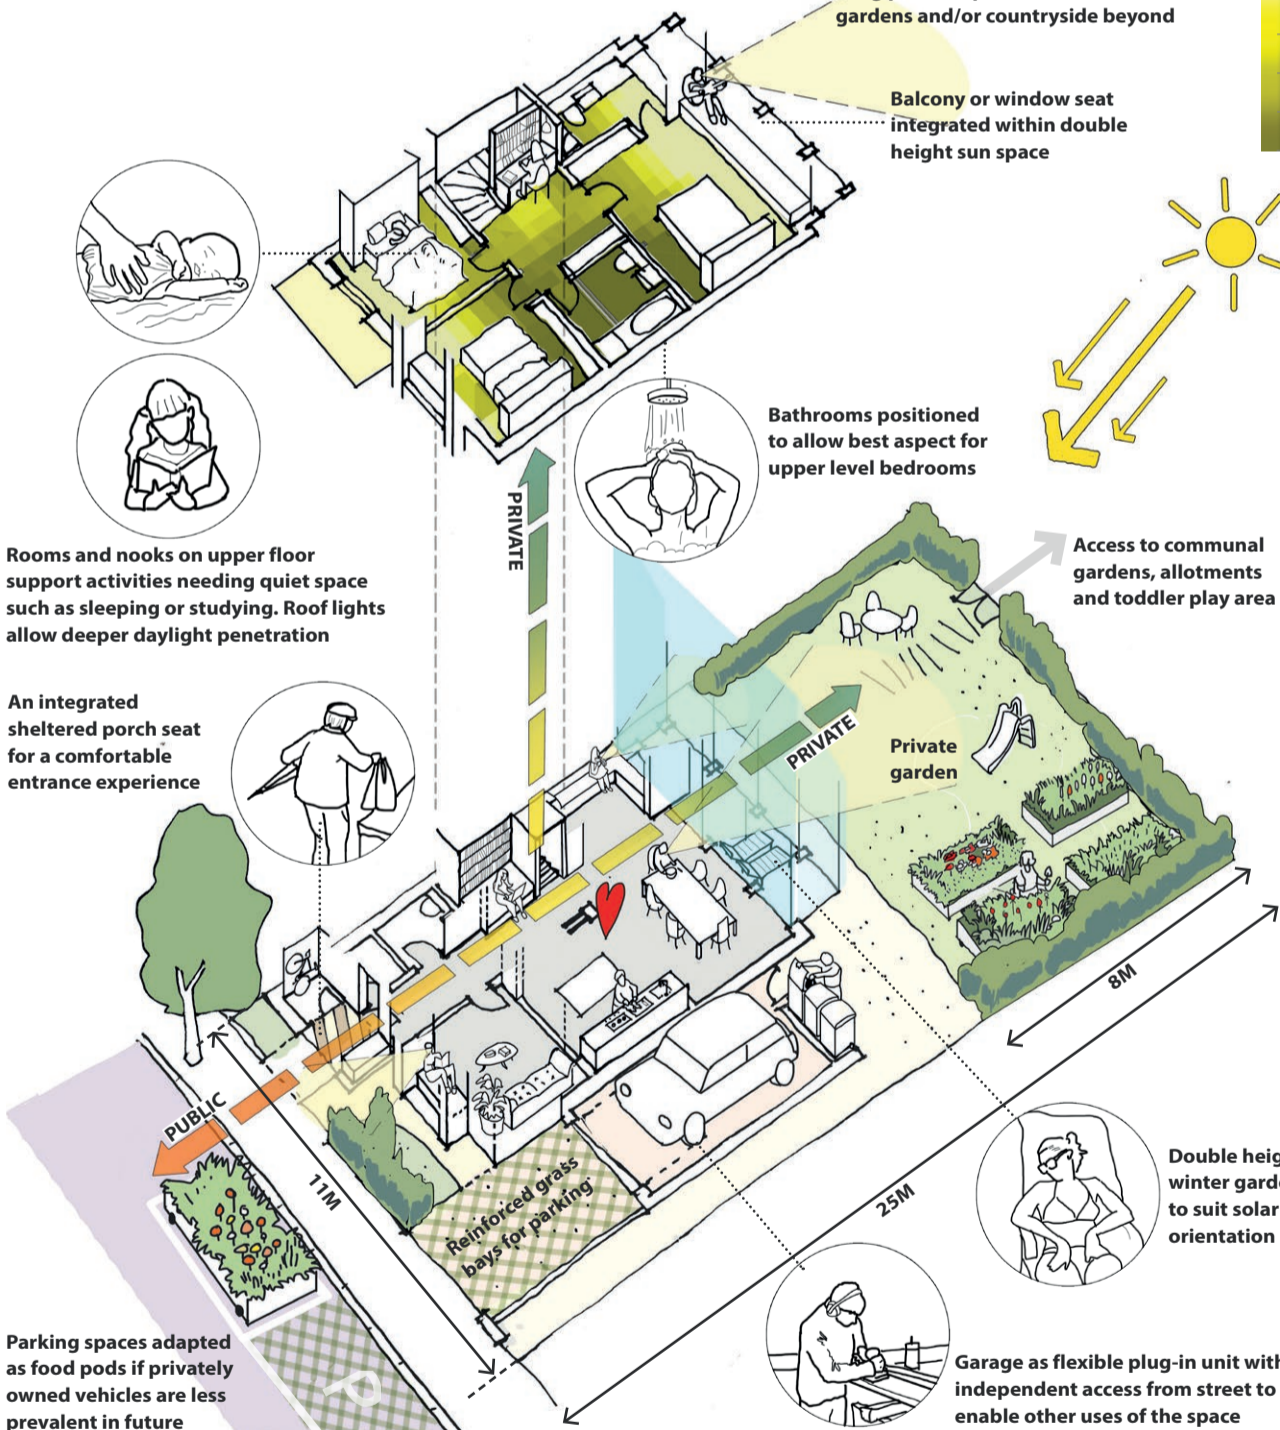 gardens and/or countryside beyond
Balcony or window seat
integrated within double
height sun space
Bathrooms positioned
to allow best aspect for
upper level bedrooms
PRIVATE
Rooms and nooks on upper floor
support activities needing quiet space
such as sleeping or studying. Roof lights
allow deeper daylight penetration
Access to communal
gardens, allotments
and toddler play area
An integrated
sheltered porch seat
for a comfortable
entrance experience
PRIVATE
Private
garden
8M
PUBLIC
11M
25M
Reinforced grass
bays for parking
Double heig
winter garde
to suit solar
orientation
P
Parking spaces adapted
as food pods if privately
owned vehicles are less
prevalent in future
Garage as flexible plug-in unit with
independent access from street to
enable other uses of the space